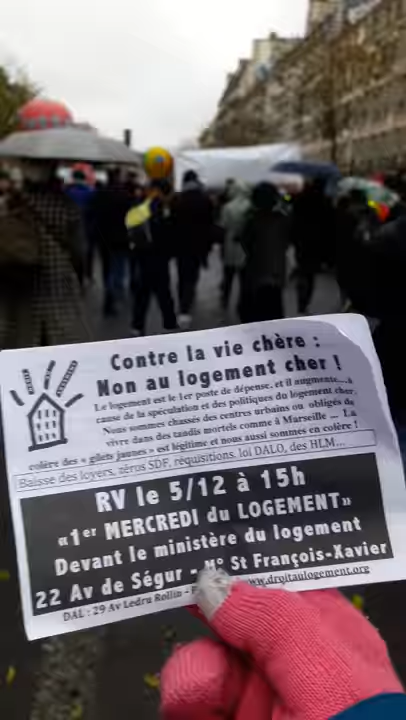 Contre la vie chère :
Non au logement cher !
Le logement est le 1er poste de dépense, et il augmente...à
cause de la spéculation et des politiques du logement cher.
Nous sommes chassés des centres urbains ou obligés de
vivre dans des taudis mortels comme à Marseille ... La
colère des « gilets jaunes » est légitime et nous aussi sommes en colère !
Baisse des loyers, zérus SDF, réquisitions, loi DALO, des HLM...
RV le 5/12 à 15h
«1er MERCREDI du LOGEMENT»
Devant le ministère du logement
22 Av de Ségur - M° St François-Xavier
DAL : 29 Av Ledru Rollin - www.droitaulogement.org